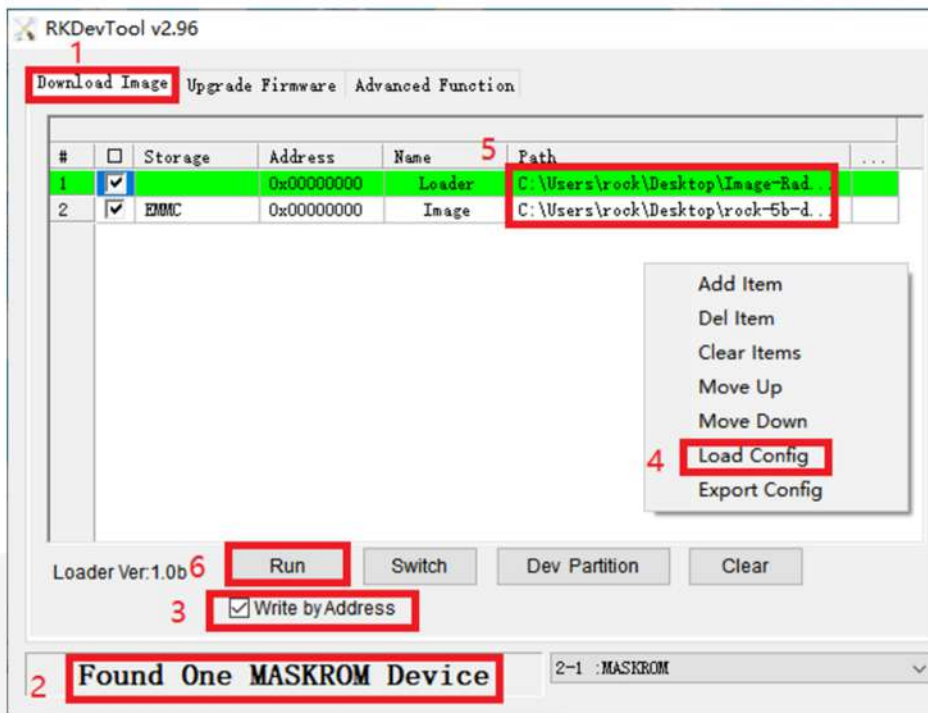 RKDevTool v2.96
1
Download Image Upgrade Firmware Advanced Function
5
# Storage Address Name Path ...
1 0x00000000 Loader C:\Users\rock\Desktop\Image-Rad...
2 EMMC 0x00000000 Image C:\Users\rock\Desktop\rock-5b-d...
Add Item
Del Item
Clear Items
Move Up
Move Down
4 Load Config
Export Config
Loader Ver:1.0b 6 Run Switch Dev Partition Clear
3 Write by Address
2 Found One MASKROM Device 2-1 :MASKROM